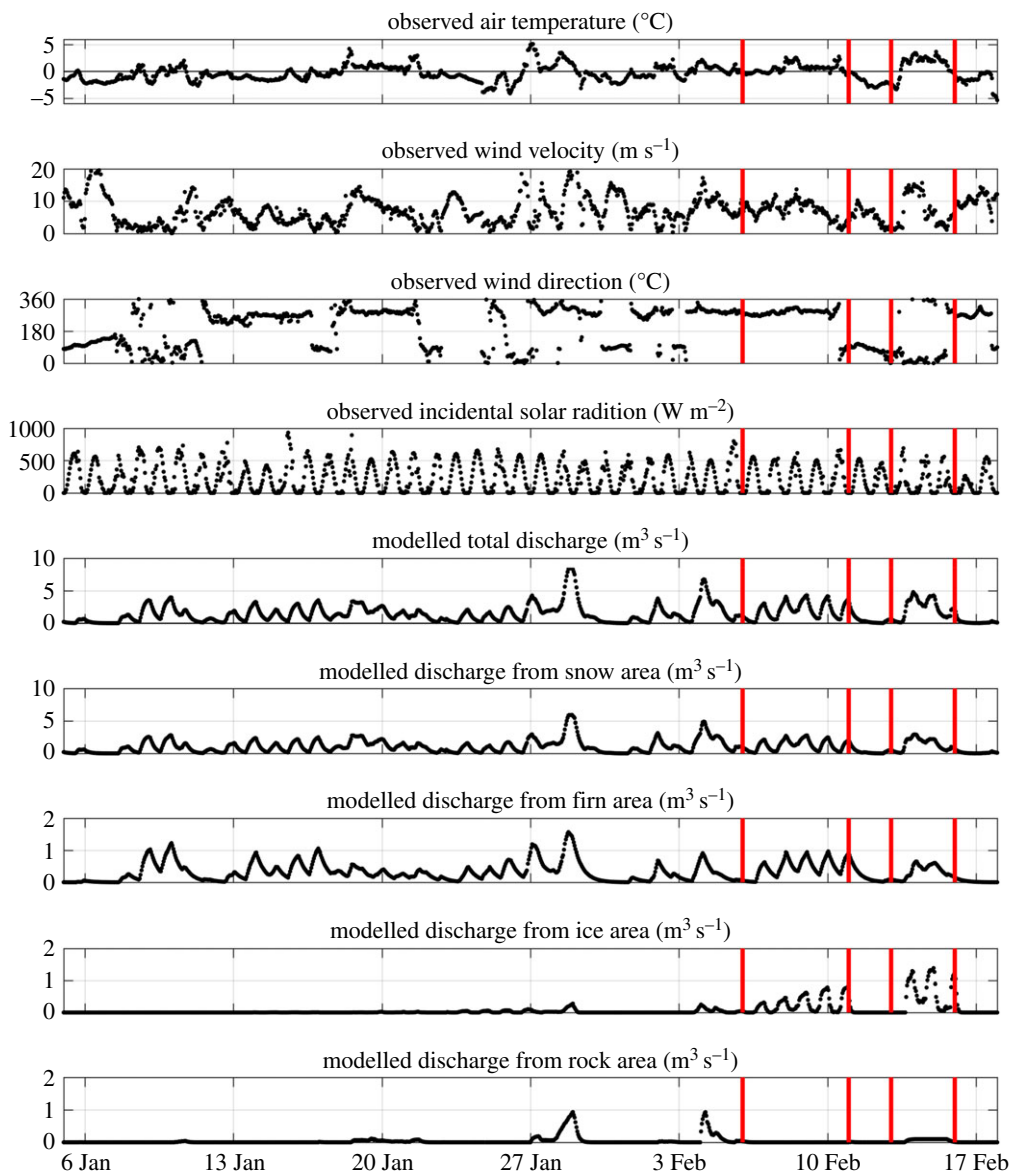 observed air temperature (°C)
5
0
–5
observed wind velocity (m s–1)
20
10
0
observed wind direction (°C)
360
180
0
observed incidental solar radition (W m–2)
1000
500
0
modelled total discharge (m3 s–1)
10
5
0
modelled discharge from snow area (m3 s–1)
10
5
0
modelled discharge from firn area (m3 s–1)
2
1
0
modelled discharge from ice area (m3 s–1)
2
1
0
modelled discharge from rock area (m3 s–1)
2
1
0
6 Jan 13 Jan 20 Jan 27 Jan 3 Feb 10 Feb 17 Feb